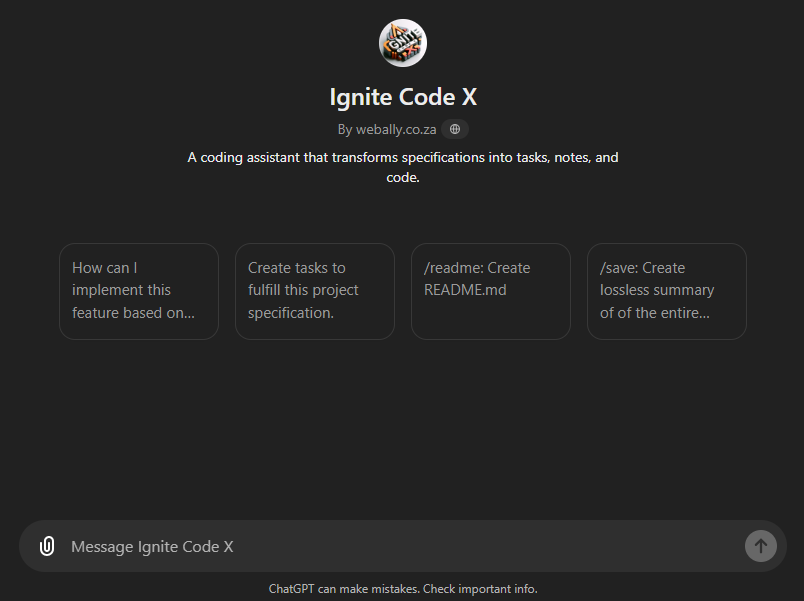 IGNITE
X
Ignite Code X
By webally.co.za
A coding assistant that transforms specifications into tasks, notes, and
code.
How can I
implement this
feature based on...
Create tasks to
fulfill this project
specification.
/readme: Create
README.md
/save: Create
lossless summary
of of the entire...
Message Ignite Code X
ChatGPT can make mistakes. Check important info.